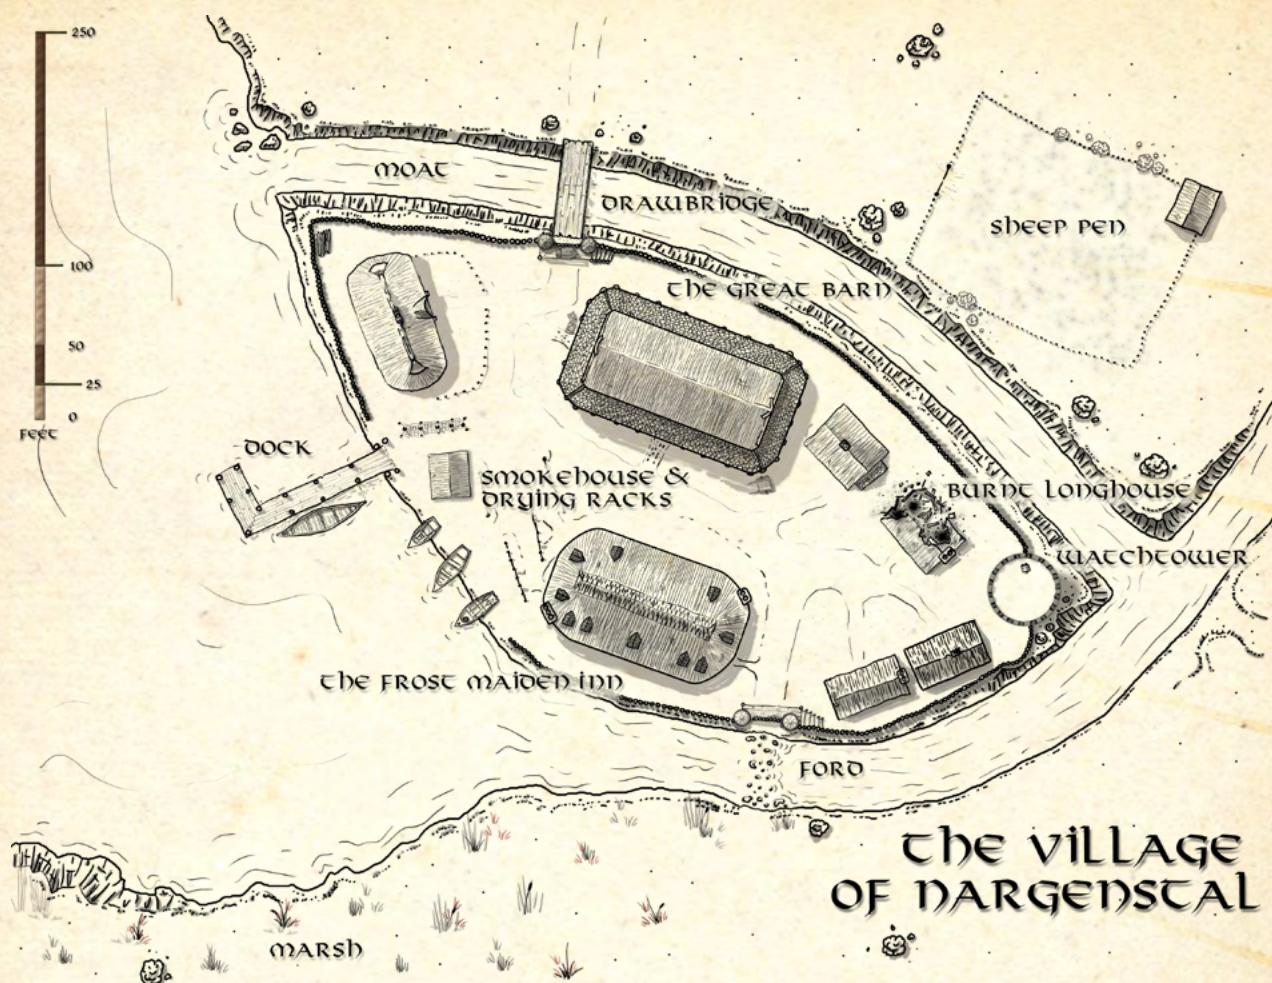 250
100
50
25
0
FEET
MOAT
DRAWBRIDGE
SHEEP PEN
THE GREAT BARN
DOCK
SMOKEHOUSE &
DRYING RACKS
BURNT LONGHOUSE
WATCHTOWER
THE FROST MAIDEN INN
FORD
THE VILLAGE
OF NARGENSTAL
MARSH